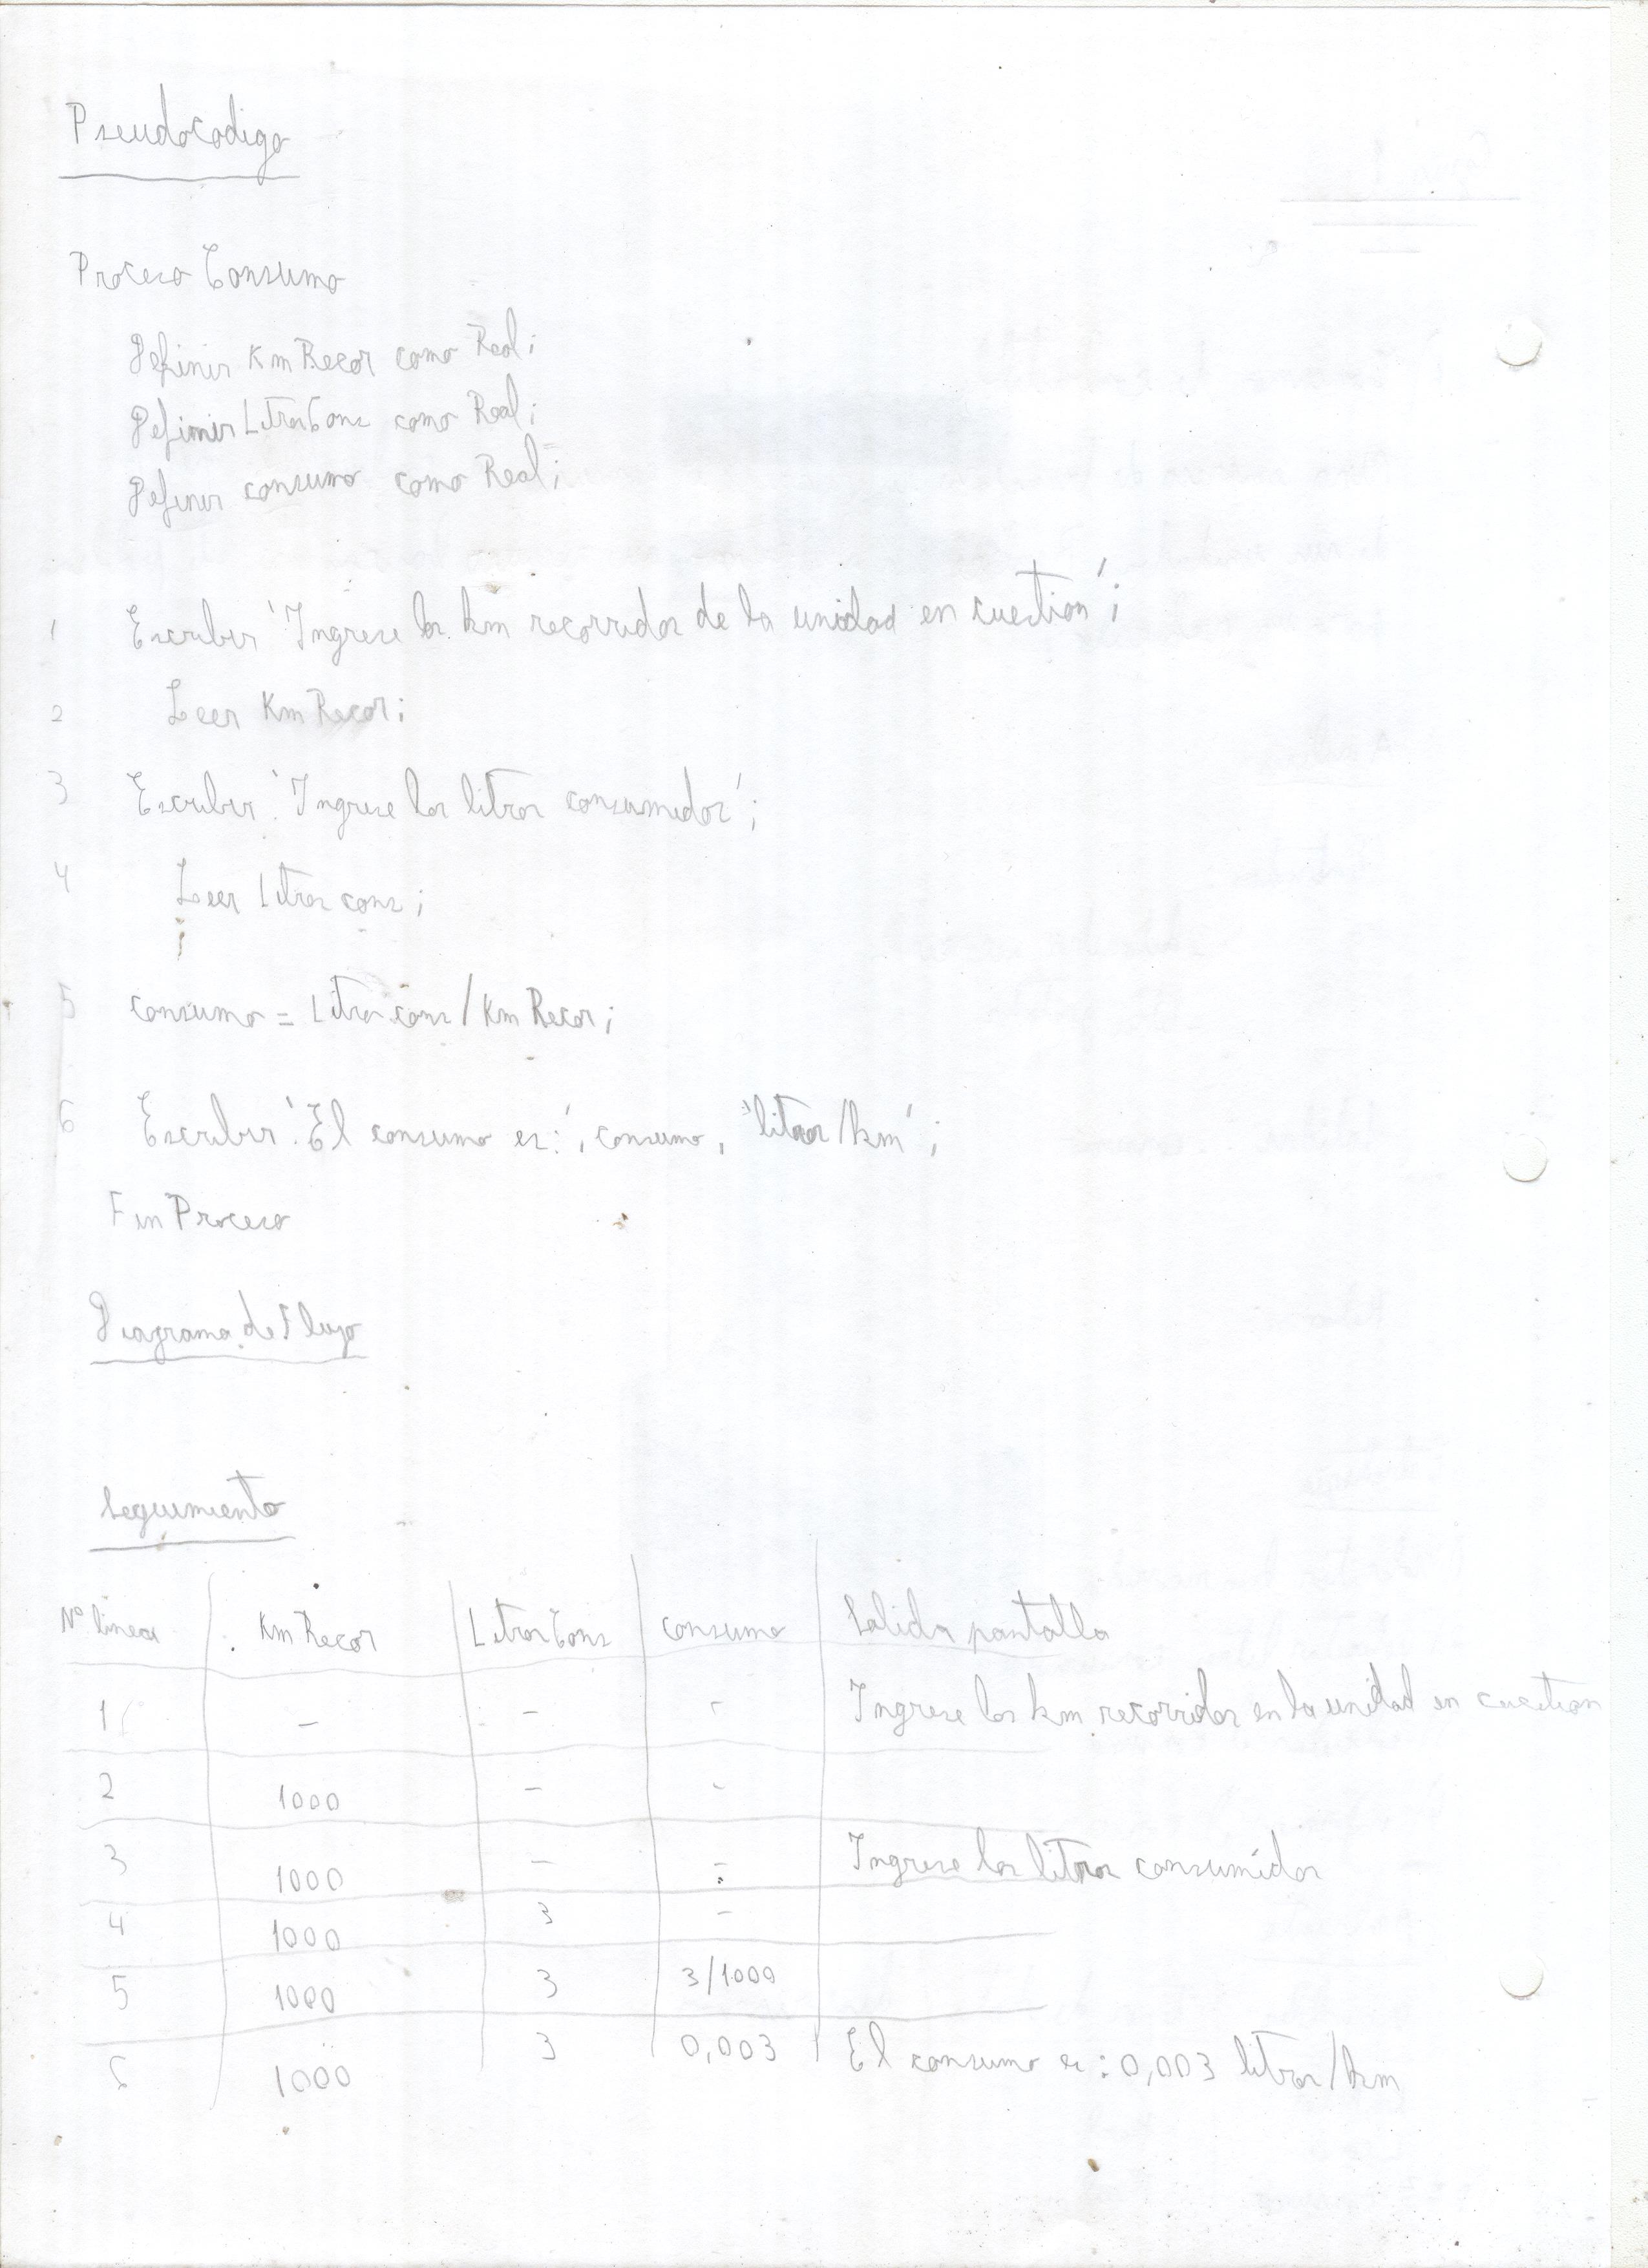 Pseudocodigo
Proceso Consumo
Definir KmRecor como Real;
Definir LitrosCons como Real;
Definir consumo como Real;
1 Escribir 'Ingrese los km recorridos de la unidad en cuestion';
2 Leer KmRecor;
3 Escribir 'Ingrese los litros consumidos';
4 Leer Litroscons;
5 consumo = Litroscons/KmRecor;
6 Escribir 'El consumo es:', consumo, 'litros/km';
FinProceso
Diagrama de Flujo
Seguimiento
Nº linea KmRecor LitrosCons consumo Salida pantalla
1 - - - Ingrese los km recorridos en la unidad en cuestion
2 1000 - -
3 1000 - - Ingrese los litros consumidos
4 1000 3 -
5 1000 3 3/1000
6 1000 3 0,003 El consumo es: 0,003 litros/km